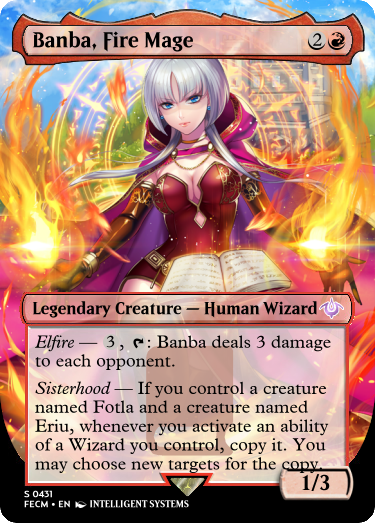 Banba, Fire Mage 2
Legendary Creature — Human Wizard
Elfire — 3 , : Banba deals 3 damage
to each opponent.
Sisterhood — If you control a creature
named Fotla and a creature named
Eriu, whenever you activate an ability
of a Wizard you control, copy it. You
may choose new targets for the copy.
1/3
S 0431
FECM • EN INTELLIGENT SYSTEMS